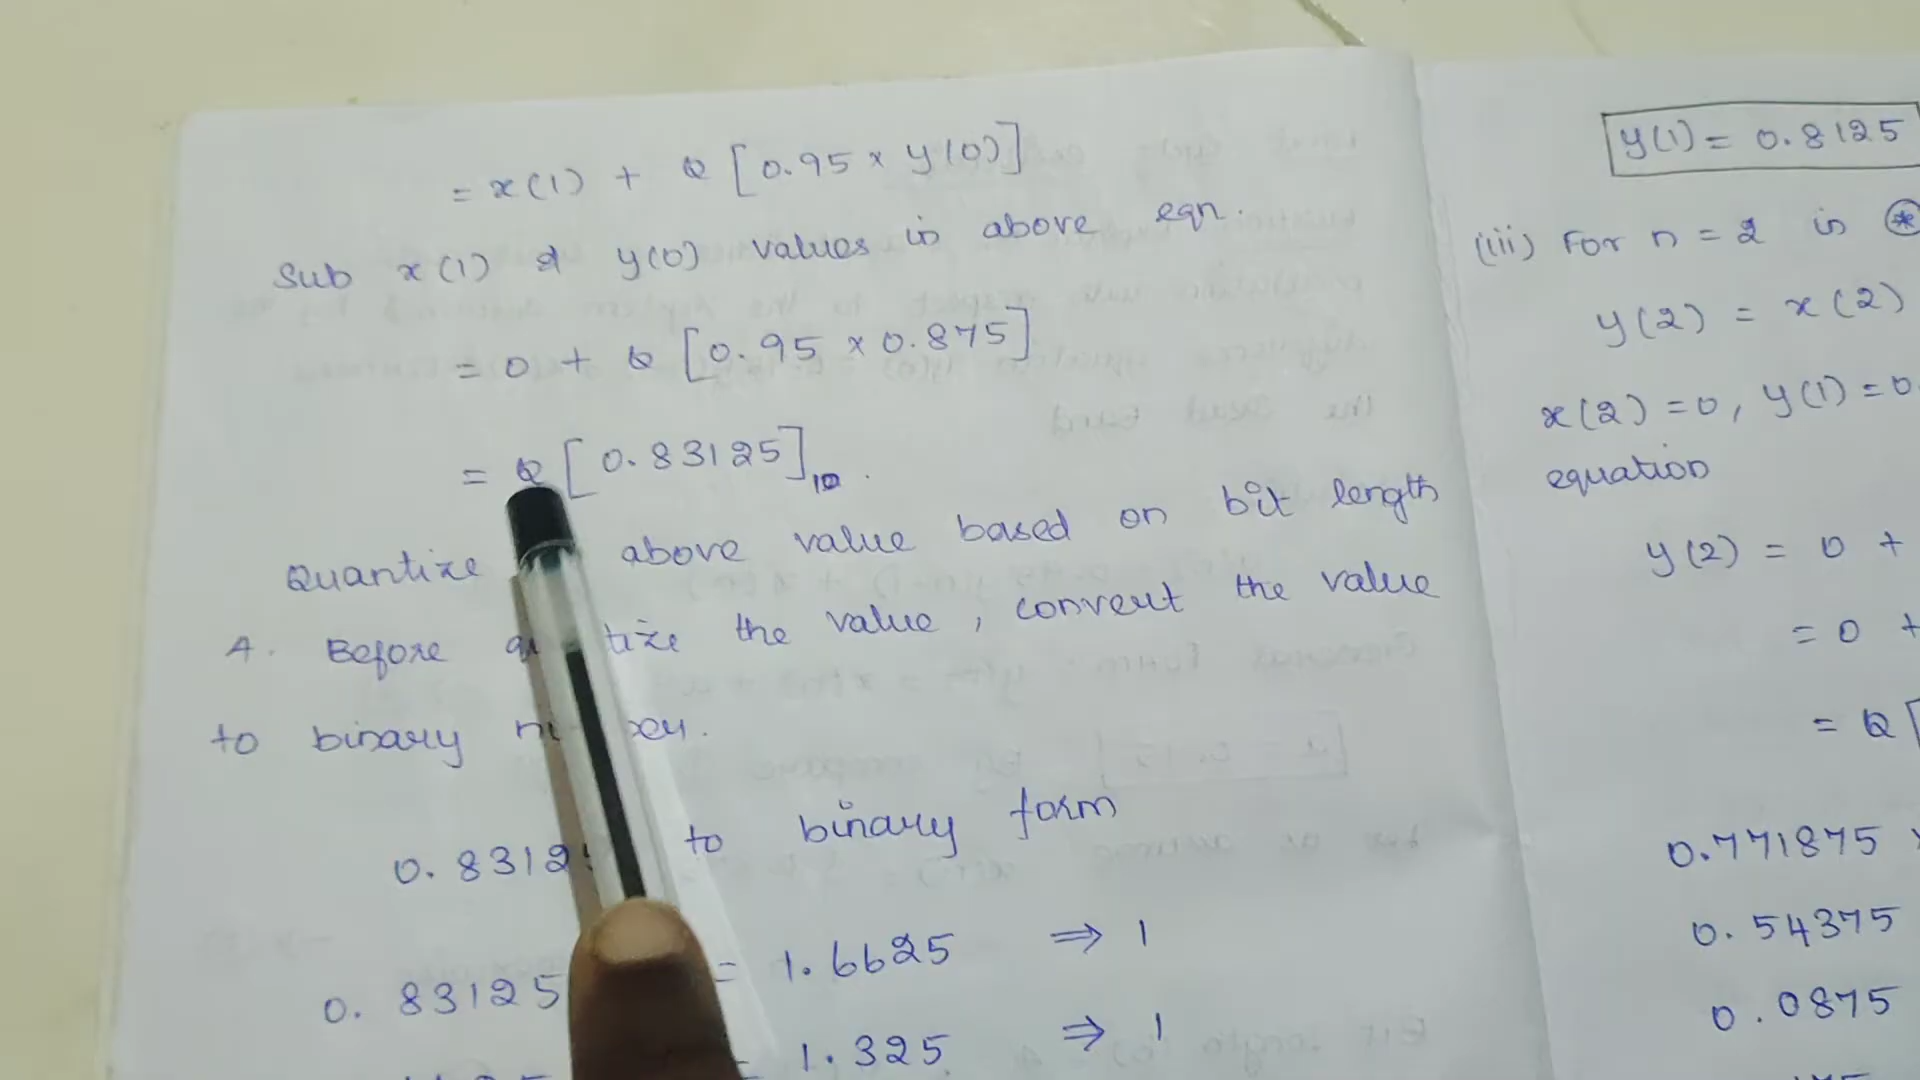 = x(1) + Q [0.95 × y(0)]
Sub x(1) & y(0) values in above eqn.
= 0 + Q [0.95 × 0.875]
= Q [0.83125]10.
Quantize above value based on bit length
A. Before the value, convert the value
to binary
to binary form
0. 83125 = 1.6625 ⇒ 1
1.325 ⇒ 1
y(1) = 0.8125
(iii) For n = 2 in *
y(2) = x(2)
x(2) = 0, y(1) = 0.
equation
y(2) = 0 +
= 0 +
= Q [
0.771875
0.54375
0.0875